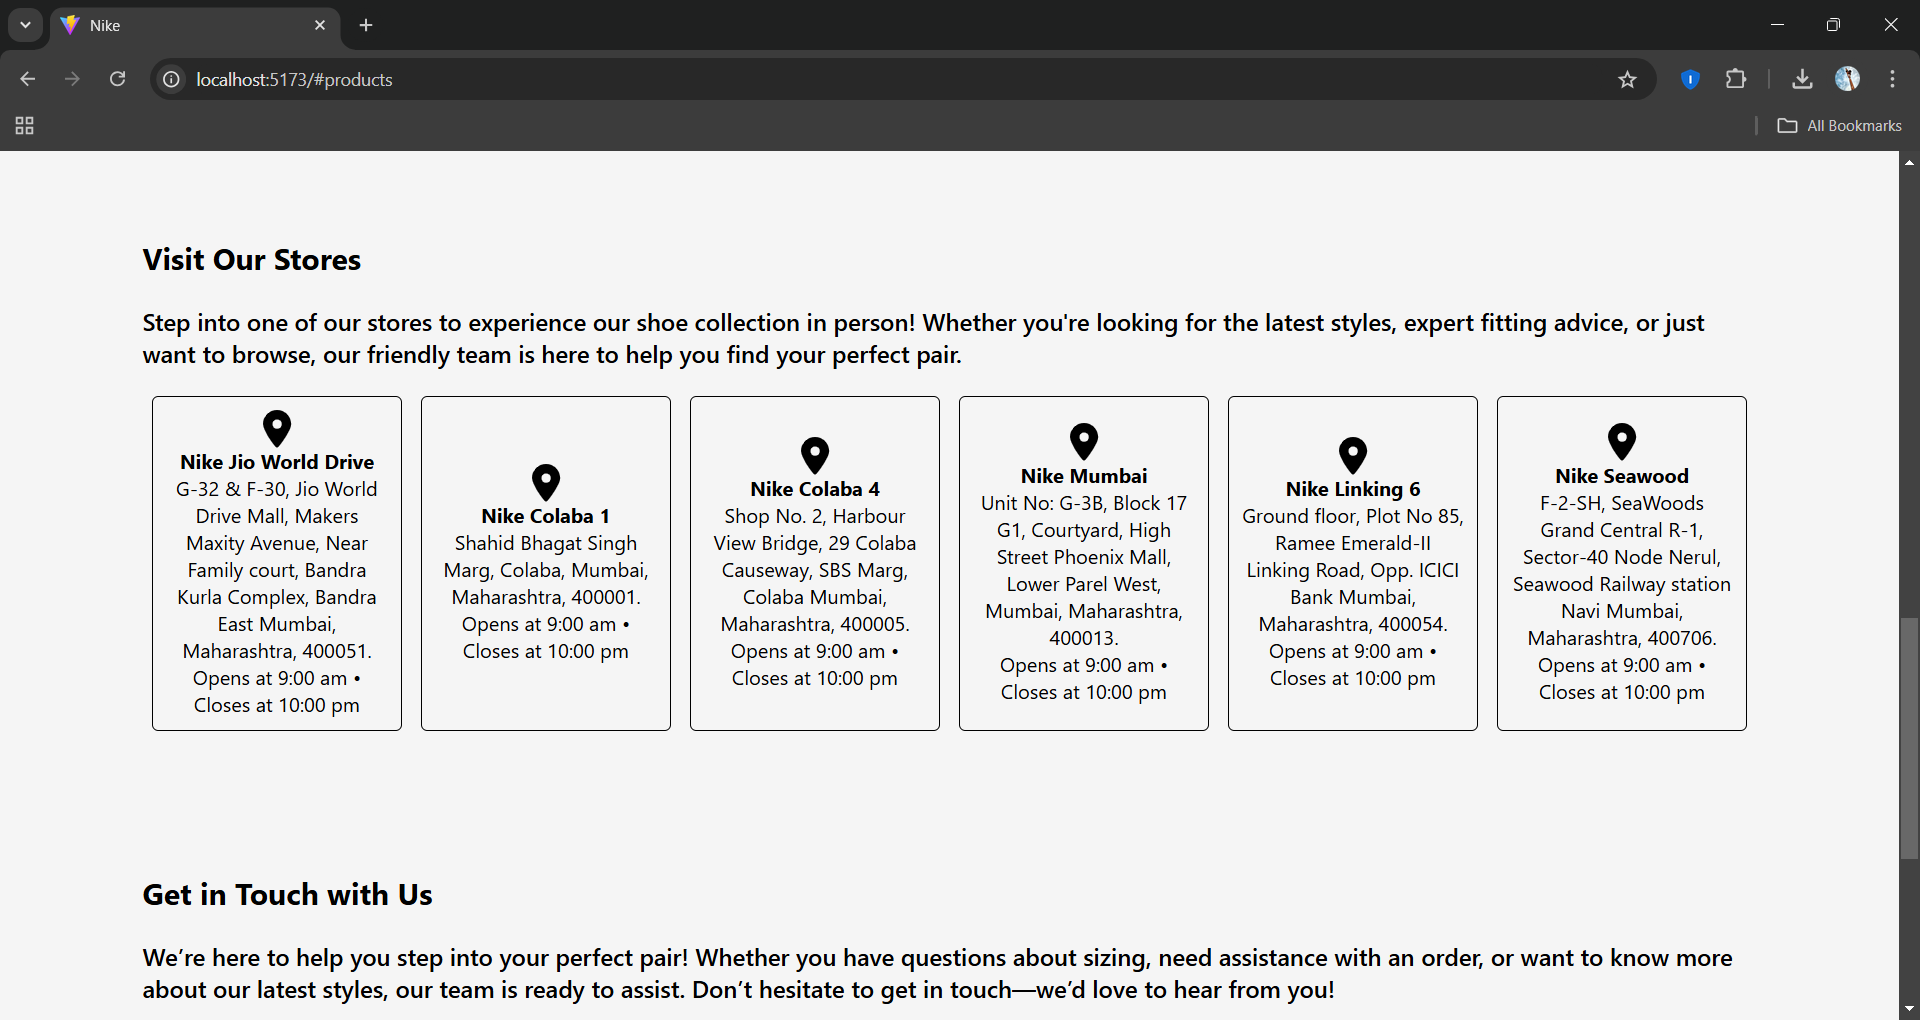 Nike
localhost:5173/#products
All Bookmarks
Visit Our Stores
Step into one of our stores to experience our shoe collection in person! Whether you're looking for the latest styles, expert fitting advice, or just
want to browse, our friendly team is here to help you find your perfect pair.
Nike Jio World Drive
G-32 & F-30, Jio World
Drive Mall, Makers
Maxity Avenue, Near
Family court, Bandra
Kurla Complex, Bandra
East Mumbai,
Maharashtra, 400051.
Opens at 9:00 am •
Closes at 10:00 pm
Nike Colaba 1
Shahid Bhagat Singh
Marg, Colaba, Mumbai,
Maharashtra, 400001.
Opens at 9:00 am •
Closes at 10:00 pm
Nike Colaba 4
Shop No. 2, Harbour
View Bridge, 29 Colaba
Causeway, SBS Marg,
Colaba Mumbai,
Maharashtra, 400005.
Opens at 9:00 am •
Closes at 10:00 pm
Nike Mumbai
Unit No: G-3B, Block 17
G1, Courtyard, High
Street Phoenix Mall,
Lower Parel West,
Mumbai, Maharashtra,
400013.
Opens at 9:00 am •
Closes at 10:00 pm
Nike Linking 6
Ground floor, Plot No 85,
Ramee Emerald-II
Linking Road, Opp. ICICI
Bank Mumbai,
Maharashtra, 400054.
Opens at 9:00 am •
Closes at 10:00 pm
Nike Seawood
F-2-SH, SeaWoods
Grand Central R-1,
Sector-40 Node Nerul,
Seawood Railway station
Navi Mumbai,
Maharashtra, 400706.
Opens at 9:00 am •
Closes at 10:00 pm
Get in Touch with Us
We’re here to help you step into your perfect pair! Whether you have questions about sizing, need assistance with an order, or want to know more
about our latest styles, our team is ready to assist. Don’t hesitate to get in touch—we’d love to hear from you!